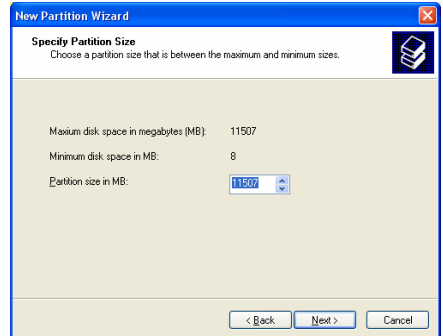 New Partition Wizard
Specify Partition Size
Choose a partition size that is between the maximum and minimum sizes.
Maxium disk space in megabytes (MB): 11507
Minimum disk space in MB: 8
Partition size in MB: 11507
< Back Next > Cancel